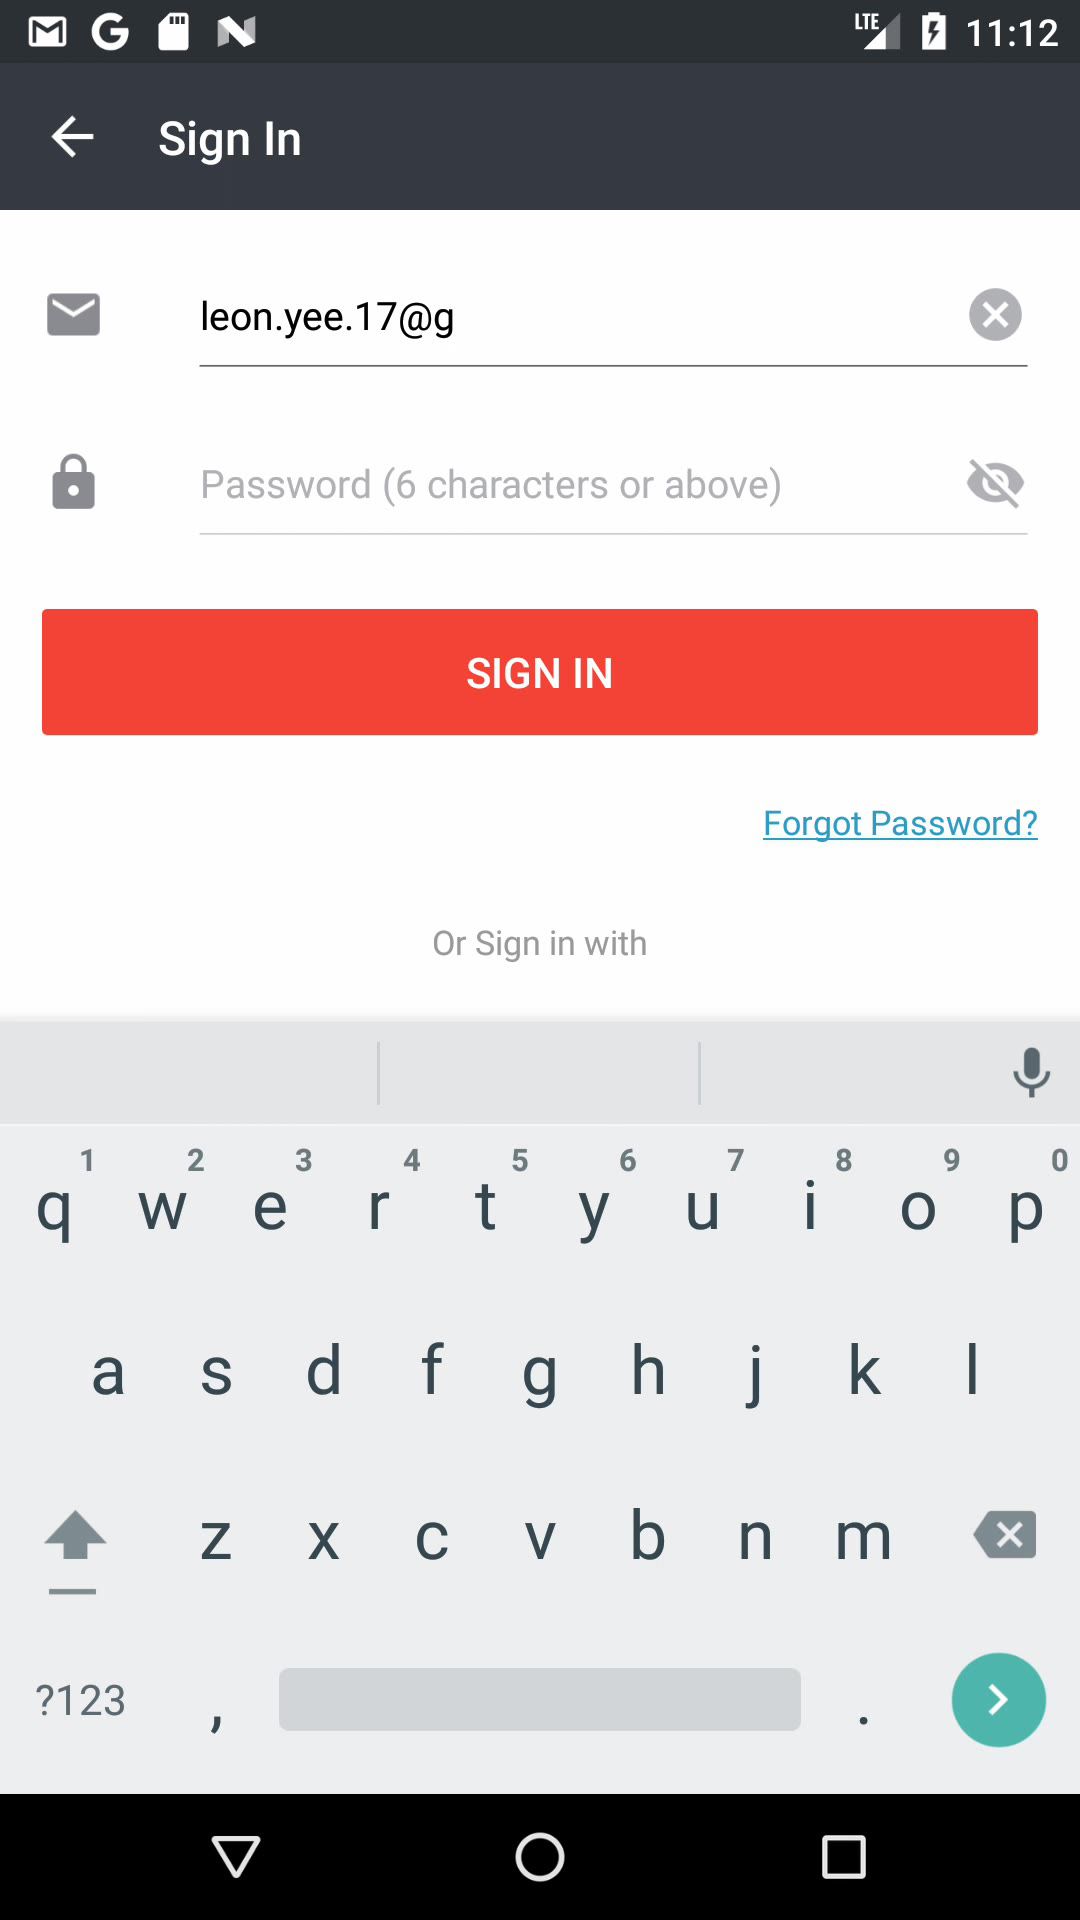 LTE 11:12
Sign In
leon.yee.17@g
Password (6 characters or above)
SIGN IN
Forgot Password?
Or Sign in with
1 2 3 4 5 6 7 8 9 0
q w e r t y u i o p
a s d f g h j k l
z x c v b n m
?123 , .